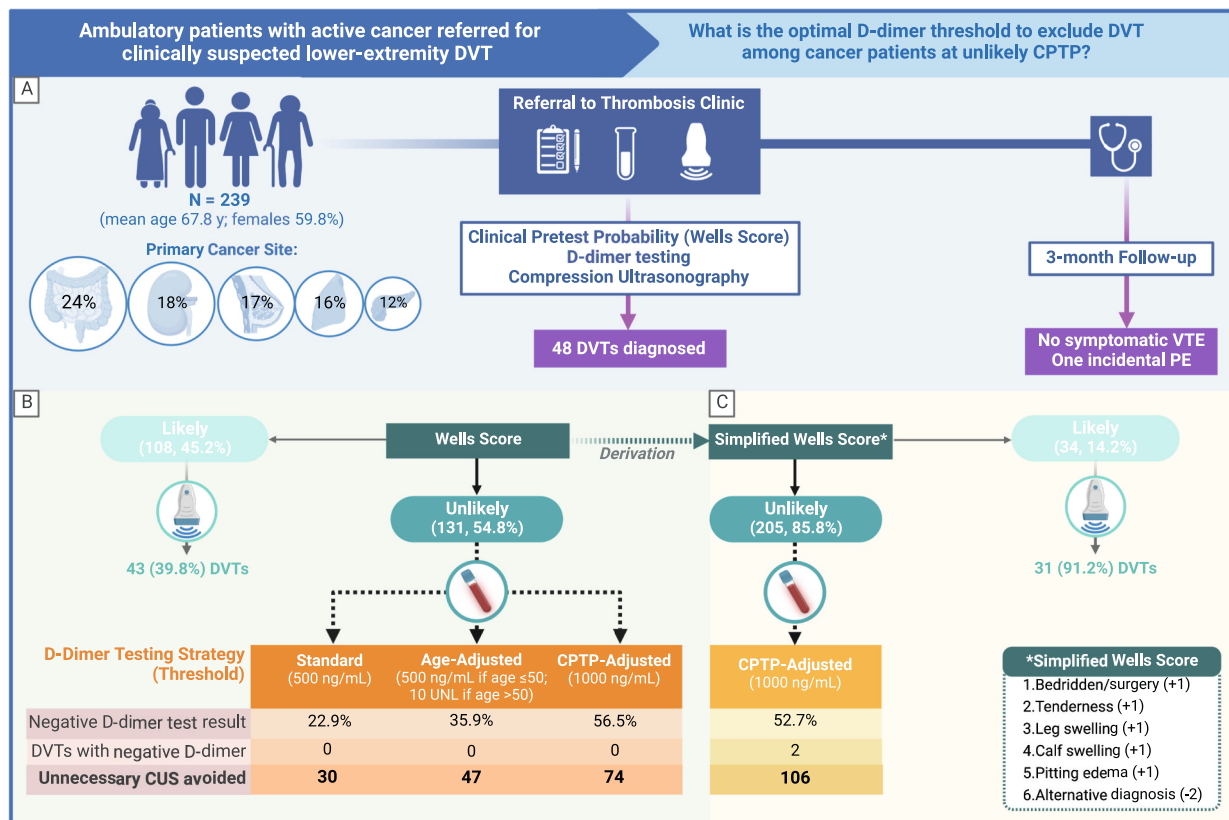 Ambulatory patients with active cancer referred for
clinically suspected lower-extremity DVT
What is the optimal D-dimer threshold to exclude DVT
among cancer patients at unlikely CPTP?
A
N = 239
(mean age 67.8 y; females 59.8%)
Primary Cancer Site:
24%
18%
17%
16%
12%
Referral to Thrombosis Clinic
Clinical Pretest Probability (Wells Score)
D-dimer testing
Compression Ultrasonography
48 DVTs diagnosed
3-month Follow-up
No symptomatic VTE
One incidental PE
B
Likely
(108, 45.2%)
43 (39.8%) DVTs
Wells Score
Derivation
Unlikely
(131, 54.8%)
C
Simplified Wells Score*
Unlikely
(205, 85.8%)
Likely
(34, 14.2%)
31 (91.2%) DVTs
D-Dimer Testing Strategy
(Threshold)
Standard
(500 ng/mL)
Age-Adjusted
(500 ng/mL if age ≤50;
10 UNL if age >50)
CPTP-Adjusted
(1000 ng/mL)
CPTP-Adjusted
(1000 ng/mL)
Negative D-dimer test result 22.9% 35.9% 56.5% 52.7%
DVTs with negative D-dimer 0 0 0 2
Unnecessary CUS avoided 30 47 74 106
*Simplified Wells Score
1.Bedridden/surgery (+1)
2.Tenderness (+1)
3.Leg swelling (+1)
4.Calf swelling (+1)
5.Pitting edema (+1)
6.Alternative diagnosis (-2)